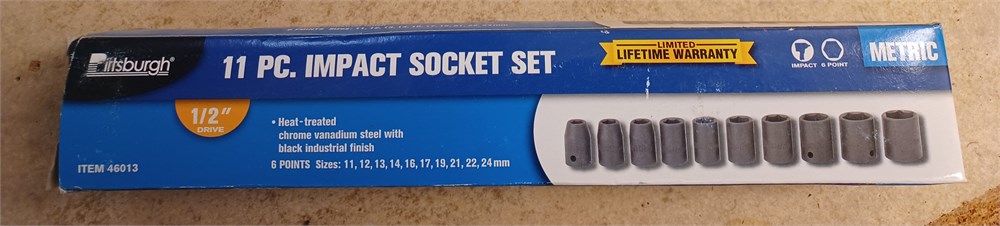 Pittsburgh®
11 PC. IMPACT SOCKET SET
LIMITED
LIFETIME WARRANTY
IMPACT 6 POINT
METRIC
1/2"
DRIVE
• Heat-treated
chrome vanadium steel with
black industrial finish
6 POINTS Sizes: 11, 12, 13, 14, 16, 17, 19, 21, 22, 24 mm
ITEM 46013